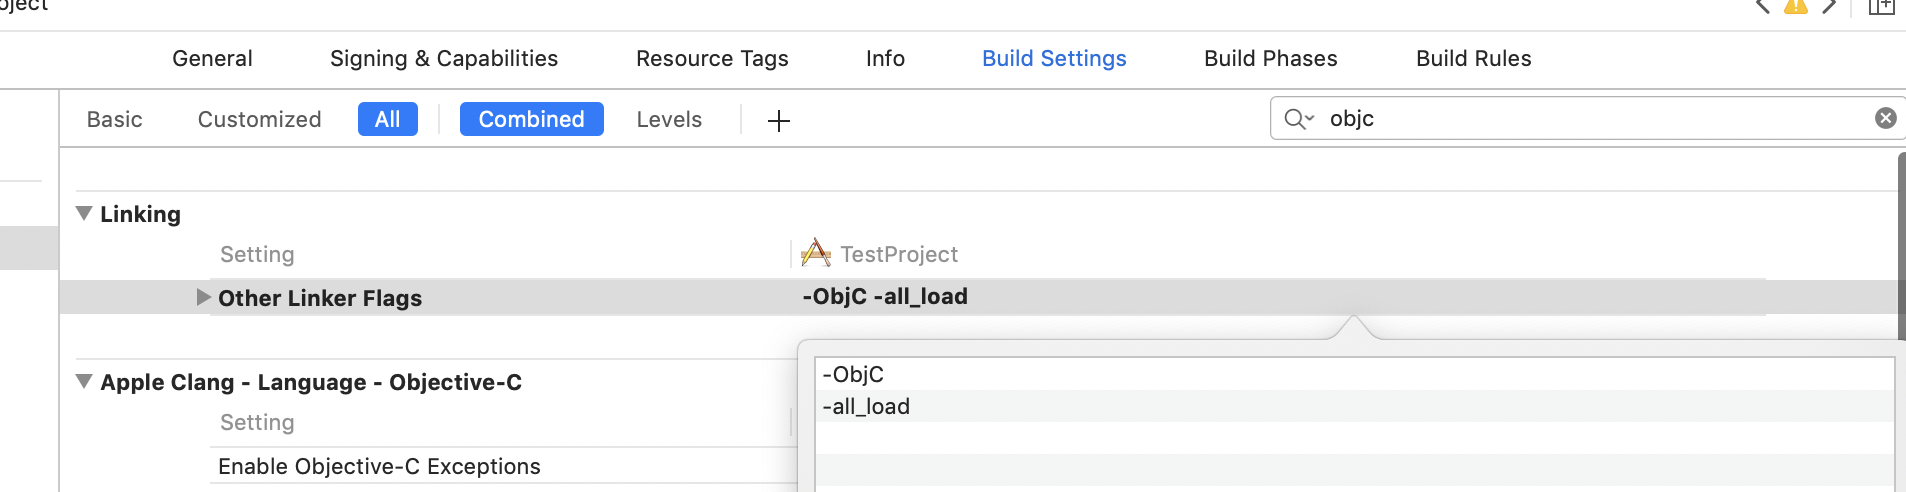 General Signing & Capabilities Resource Tags Info Build Settings Build Phases Build Rules
Basic Customized All Combined Levels + objc
Linking
Setting TestProject
Other Linker Flags -ObjC -all_load
-ObjC
Apple Clang - Language - Objective-C
-all_load
Setting
Enable Objective-C Exceptions